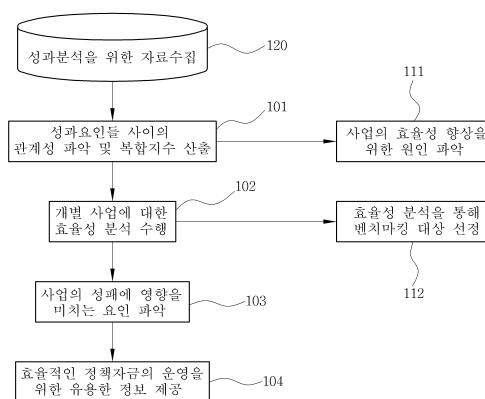 성과분석을 위한 자료수집
120
성과요인들 사이의
관계성 파악 및 복합지수 산출
101
사업의 효율성 향상을
위한 원인 파악
111
개별 사업에 대한
효율성 분석 수행
102
효율성 분석을 통해
벤치마킹 대상 선정
112
사업의 성패에 영향을
미치는 요인 파악
103
효율적인 정책자금의 운영을
위한 유용한 정보 제공
104